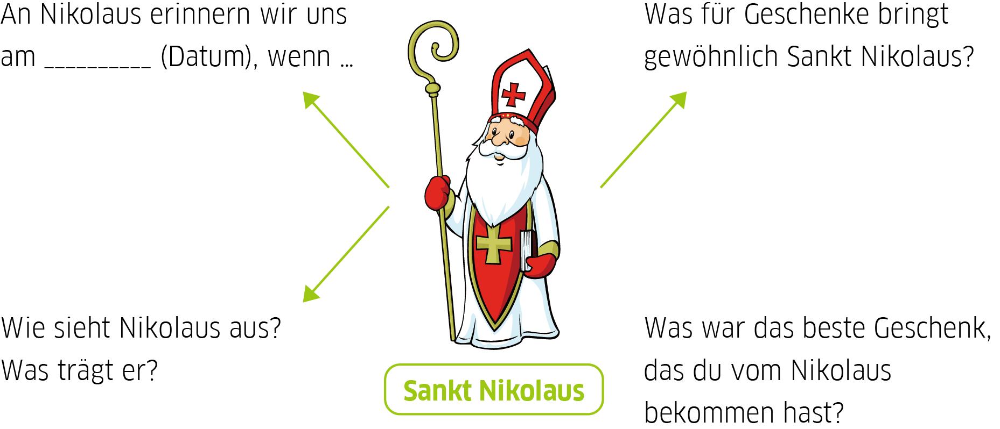 An Nikolaus erinnern wir uns
am __________ (Datum), wenn …
Was für Geschenke bringt
gewöhnlich Sankt Nikolaus?
Wie sieht Nikolaus aus?
Was trägt er?
Sankt Nikolaus
Was war das beste Geschenk,
das du vom Nikolaus
bekommen hast?